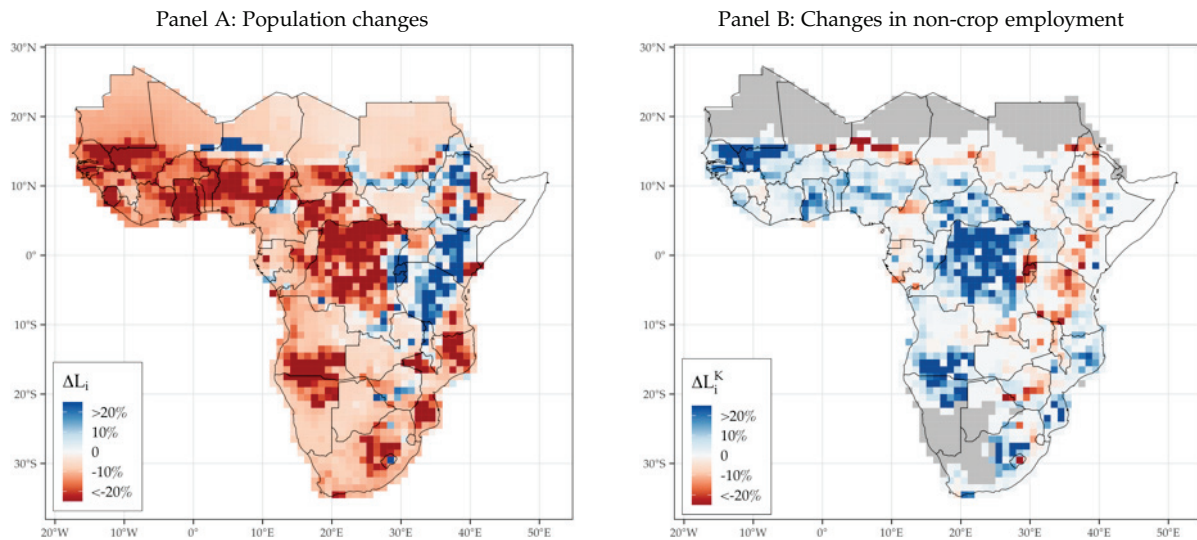 Panel A: Population changes
30°N
20°N
10°N
0°
10°S
20°S
30°S
20°W 10°W 0° 10°E 20°E 30°E 40°E 50°E
ΔLᵢ
>20%
10%
0
-10%
<-20%
Panel B: Changes in non-crop employment
30°N
20°N
10°N
0°
10°S
20°S
30°S
20°W 10°W 0° 10°E 20°E 30°E 40°E 50°E
ΔLᵢᴷ
>20%
10%
0
-10%
<-20%